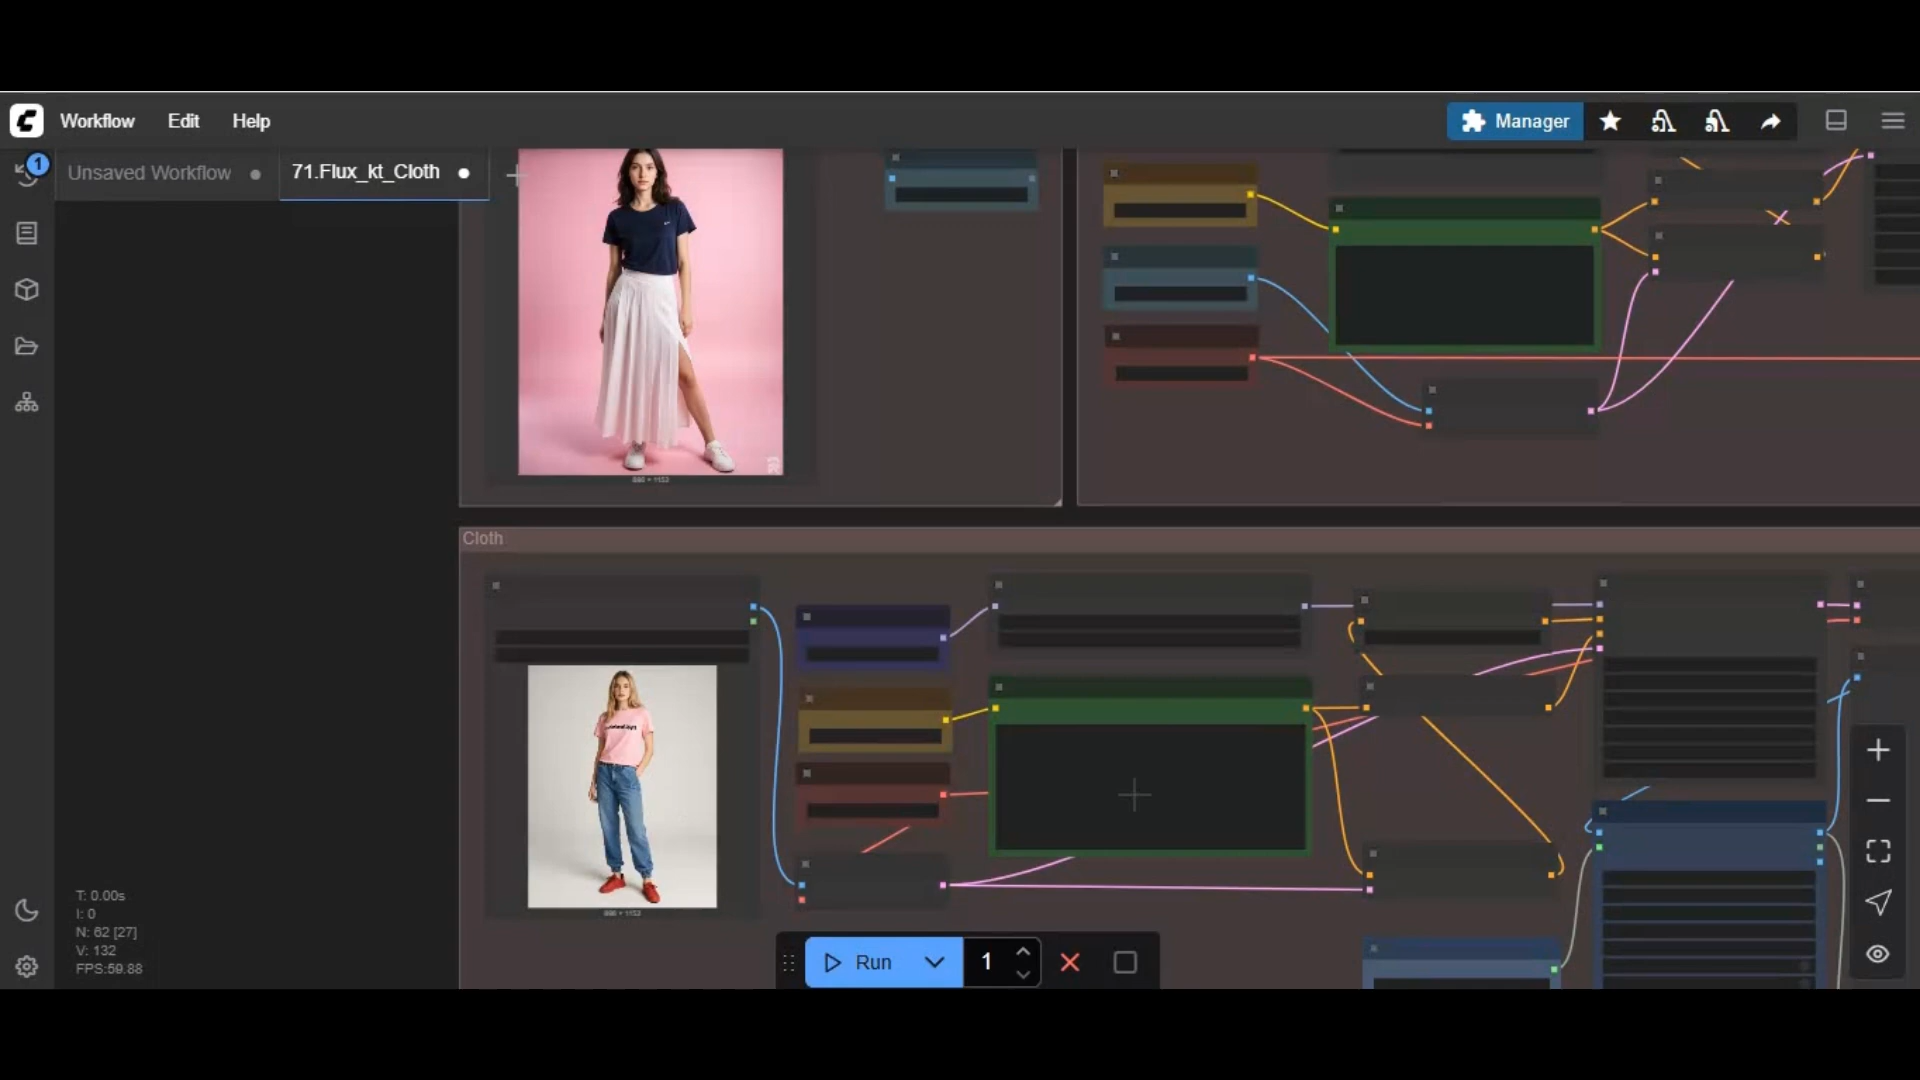 Workflow Edit Help
Manager
1
Unsaved Workflow
71.Flux_kt_Cloth
Cloth
T: 0.00s
I: 0
N: 62 [27]
V: 132
FPS:59.88
Run
1